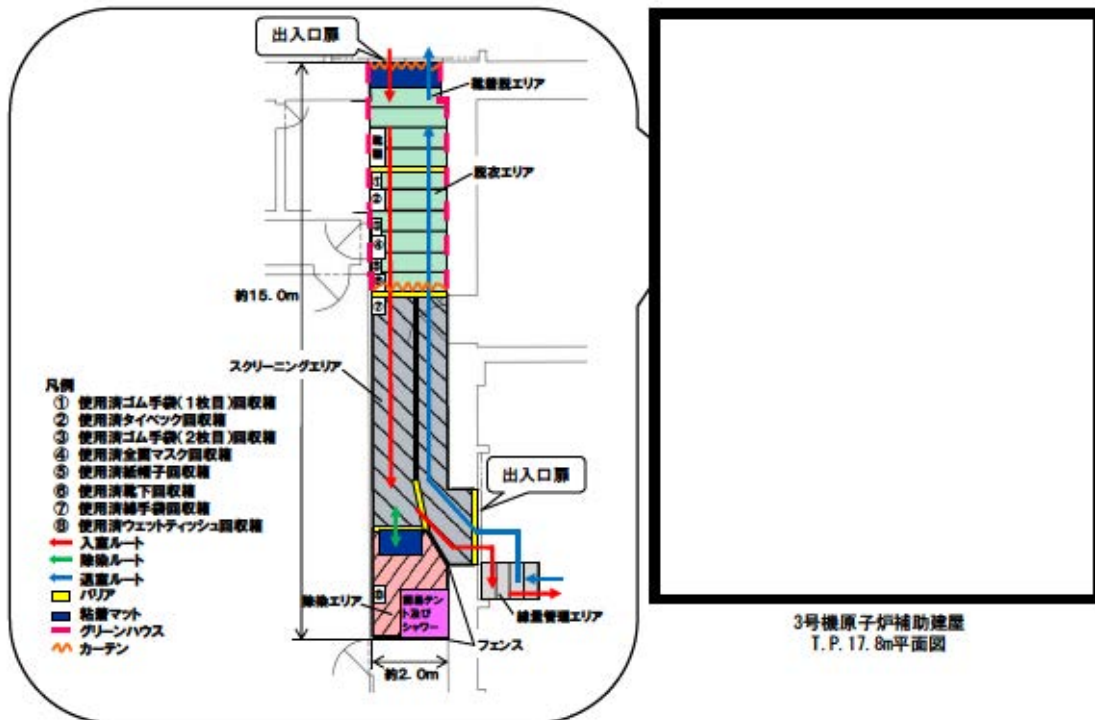 出入口扉
靴着脱エリア
脱衣エリア
①
②
③
④
⑦
約15.0m
スクリーニングエリア
凡例
① 使用済ゴム手袋(1枚目)回収箱
② 使用済タイベック回収箱
③ 使用済ゴム手袋(2枚目)回収箱
④ 使用済全面マスク回収箱
⑤ 使用済紙帽子回収箱
⑥ 使用済靴下回収箱
⑦ 使用済綿手袋回収箱
⑧ 使用済ウェットティッシュ回収箱
入室ルート
除染ルート
退室ルート
バリア
粘着マット
グリーンハウス
カーテン
出入口扉
除染エリア
⑧
簡易テン
ト及び
シャワー
線量管理エリア
フェンス
約2.0m
3号機原子炉補助建屋
T.P.17.8m平面図